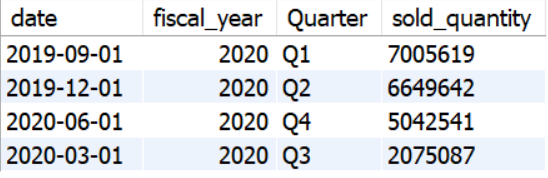 date fiscal_year Quarter sold_quantity
2019-09-01 2020 Q1 7005619
2019-12-01 2020 Q2 6649642
2020-06-01 2020 Q4 5042541
2020-03-01 2020 Q3 2075087